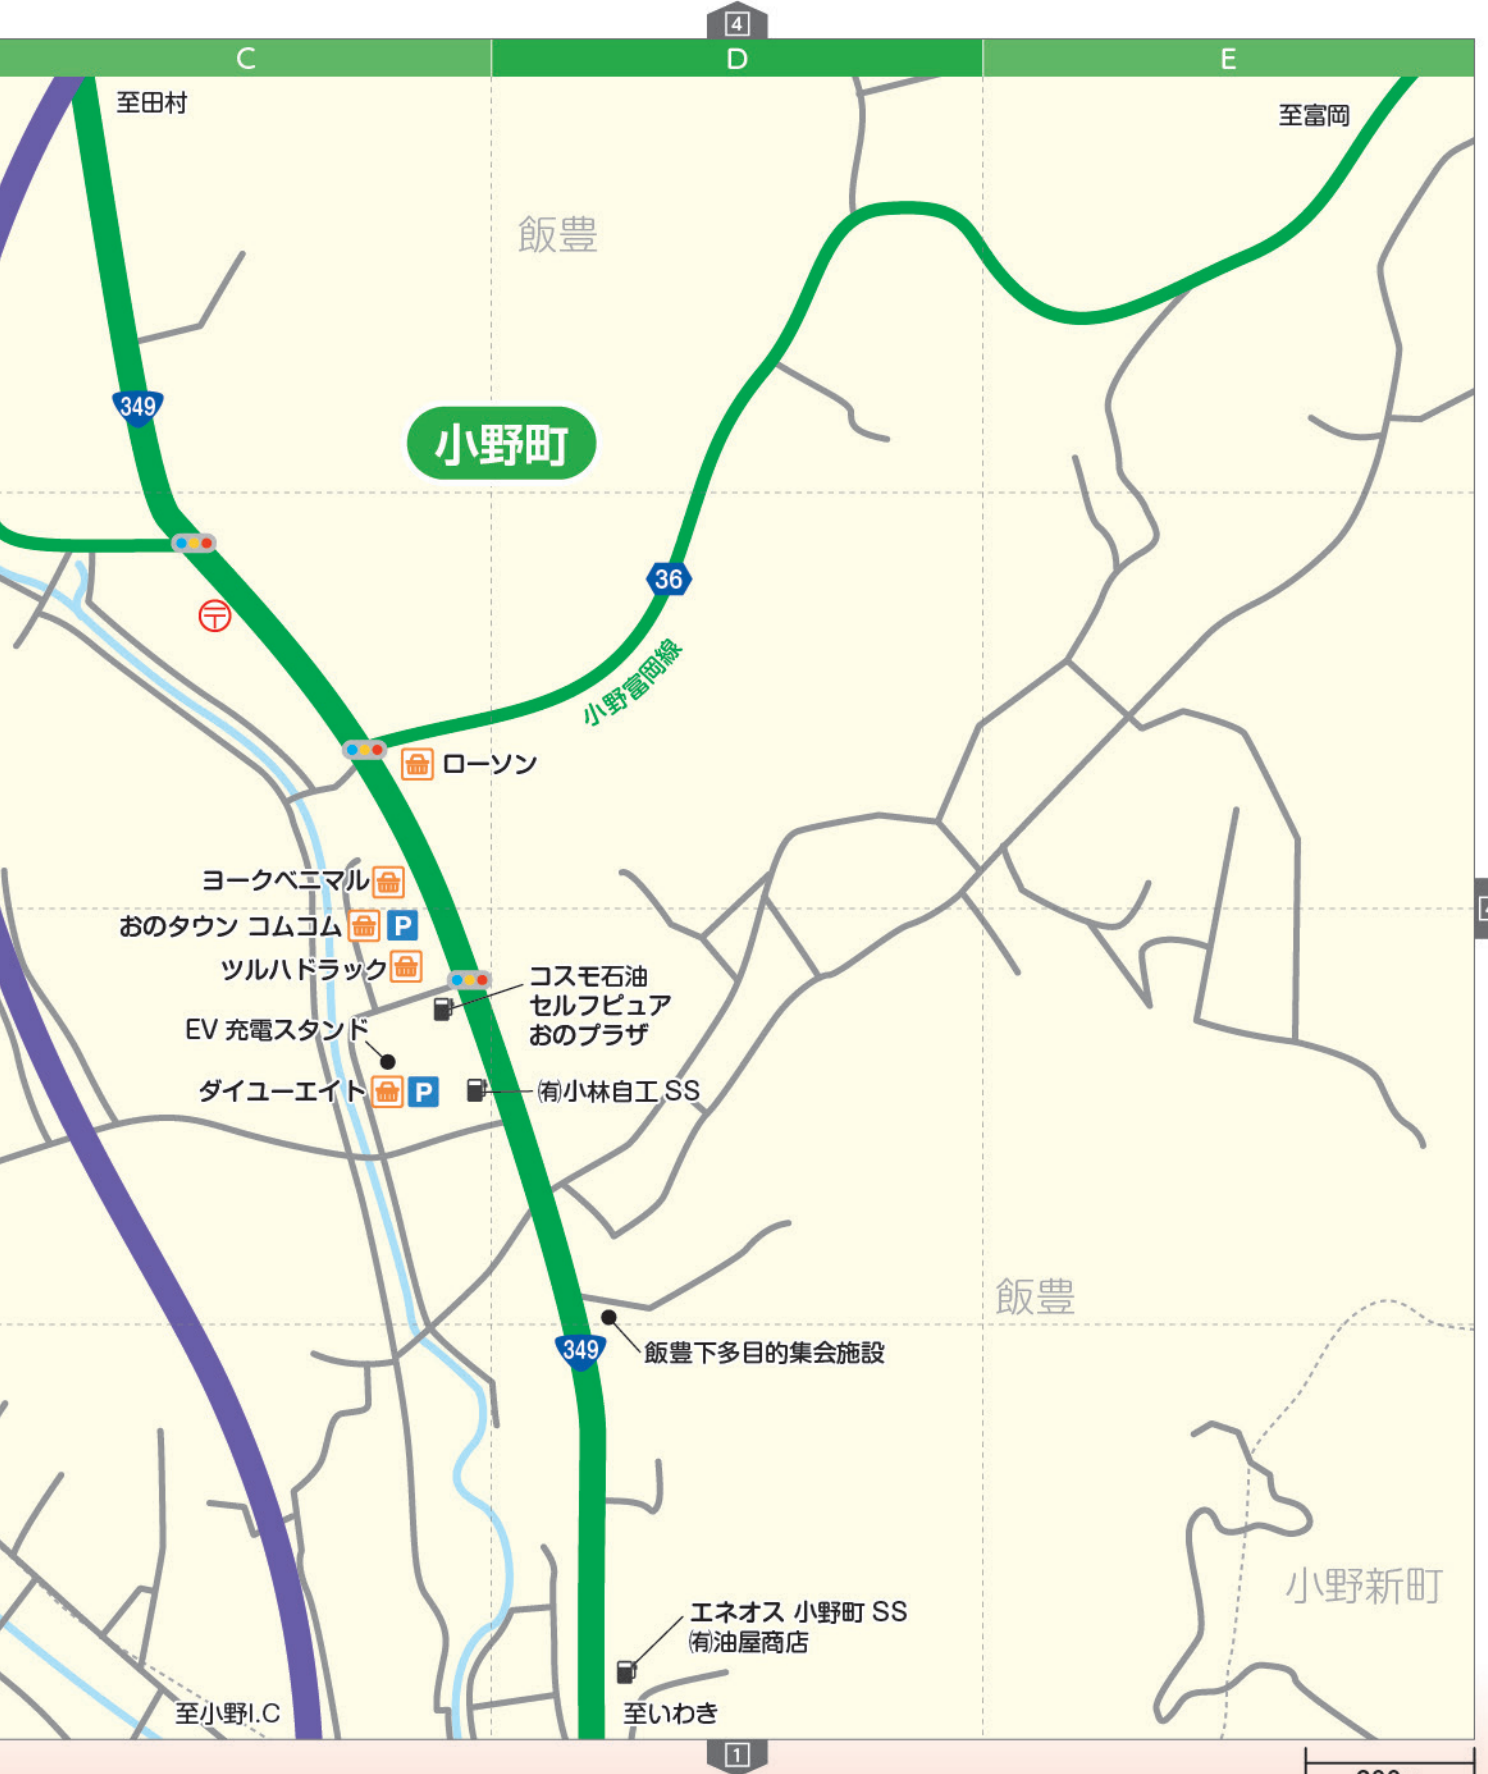 4
C
D
E
至田村
至富岡
飯豊
349
小野町
36
小野富岡線
ローソン
ヨークベニマル
おのタウン コムコム
P
ツルハドラック
コスモ石油
セルフピュア
おのプラザ
EV 充電スタンド
ダイユーエイト
P
㈲小林自工 SS
飯豊
349
飯豊下多目的集会施設
小野新町
エネオス 小野町 SS
㈲油屋商店
至小野I.C
至いわき
1